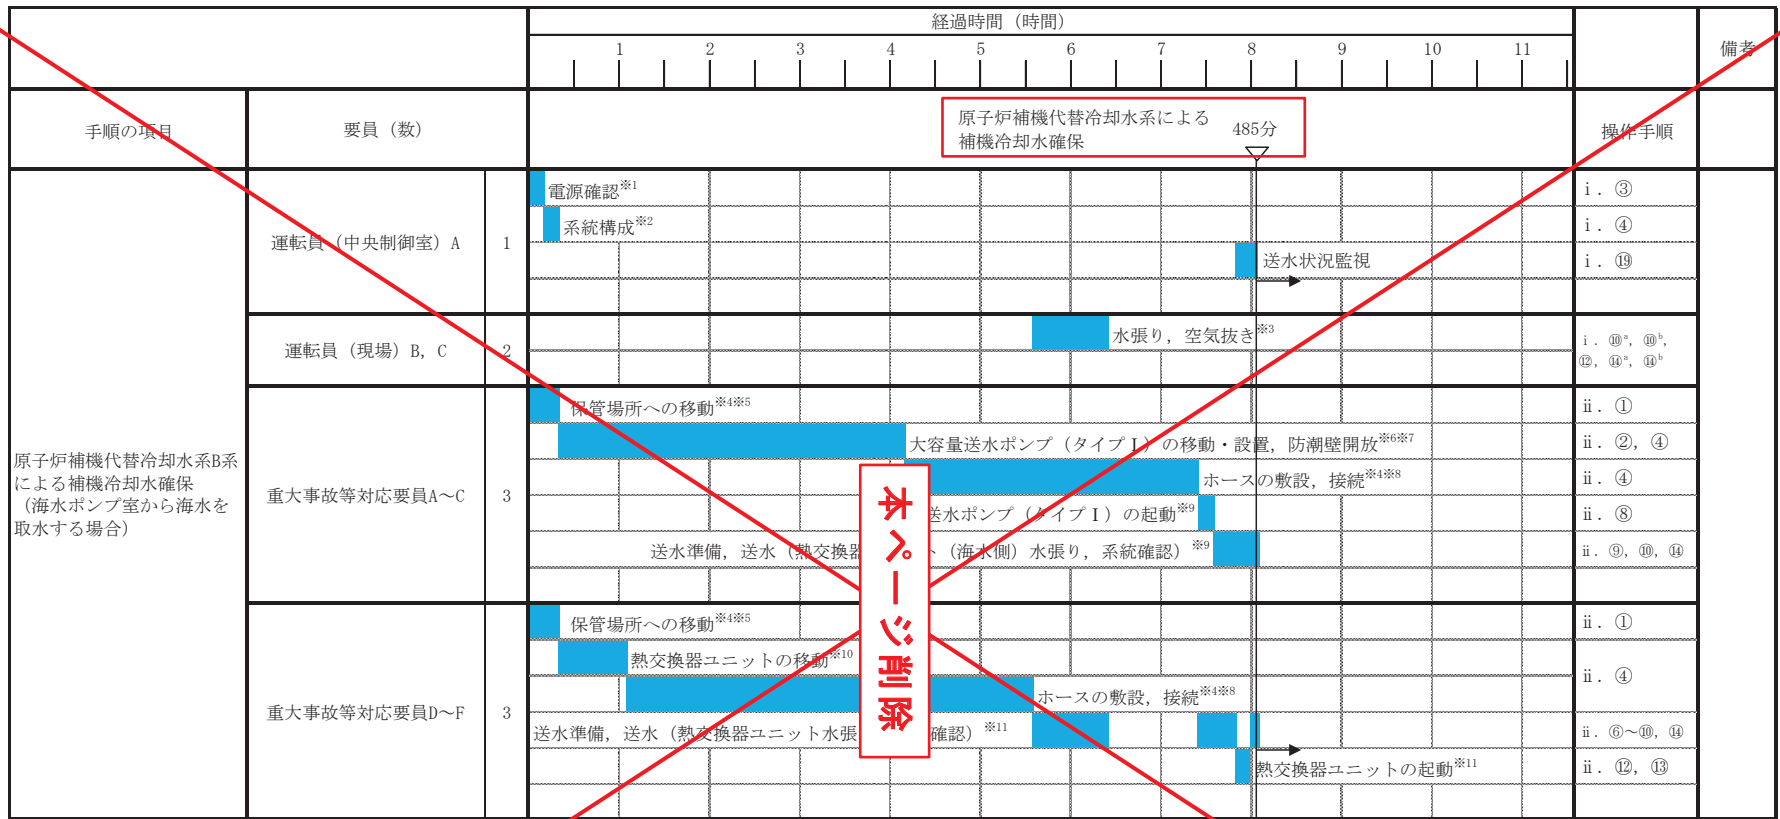 経過時間（時間）
1 2 3 4 5 6 7 8 9 10 11
備考
手順の項目
要員（数）
原子炉補機代替冷却水系による
補機冷却水確保
485分
操作手順
原子炉補機代替冷却水系B系
による補機冷却水確保
（海水ポンプ室から海水を
取水する場合）
運転員（中央制御室）A
1
電源確認※1
ⅰ．③
系統構成※2
ⅰ．④
送水状況監視
ⅰ．⑲
運転員（現場）B，C
2
水張り，空気抜き※3
ⅰ．⑩a，⑩b，
⑫，⑭a，⑭b
重大事故等対応要員A～C
3
保管場所への移動※4※5
ⅱ．①
大容量送水ポンプ（タイプⅠ）の移動・設置，防潮壁開放※6※7
ⅱ．②，④
ホースの敷設，接続※4※8
ⅱ．④
送水ポンプ（タイプⅠ）の起動※9
ⅱ．⑧
送水準備，送水（熱交換器 ト（海水側）水張り，系統確認）※9
ⅱ．⑨，⑩，⑭
重大事故等対応要員D～F
3
保管場所への移動※4※5
ⅱ．①
熱交換器ユニットの移動※10
ⅱ．④
ホースの敷設，接続※4※8
送水準備，送水（熱交換器ユニット水張 確認）※11
ⅱ．⑥～⑩，⑭
熱交換器ユニットの起動※11
ⅱ．⑫，⑬
本ページ削除